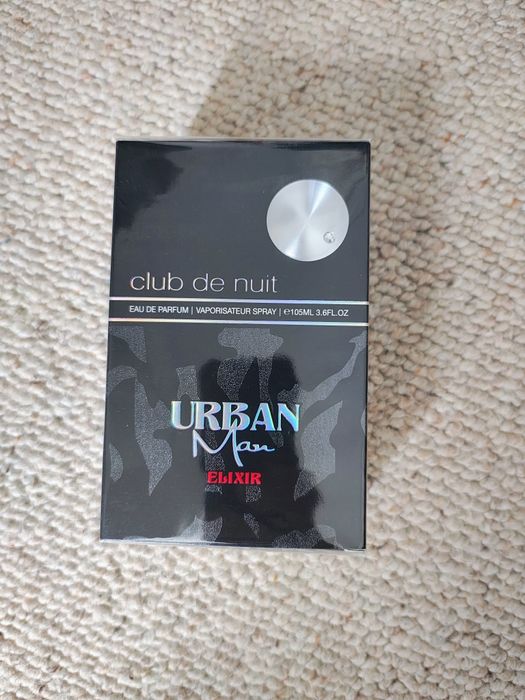 club de nuit
EAU DE PARFUM | VAPORISATEUR SPRAY | ℮105ML 3.6FL.OZ
URBAN
Man
ELIXIR